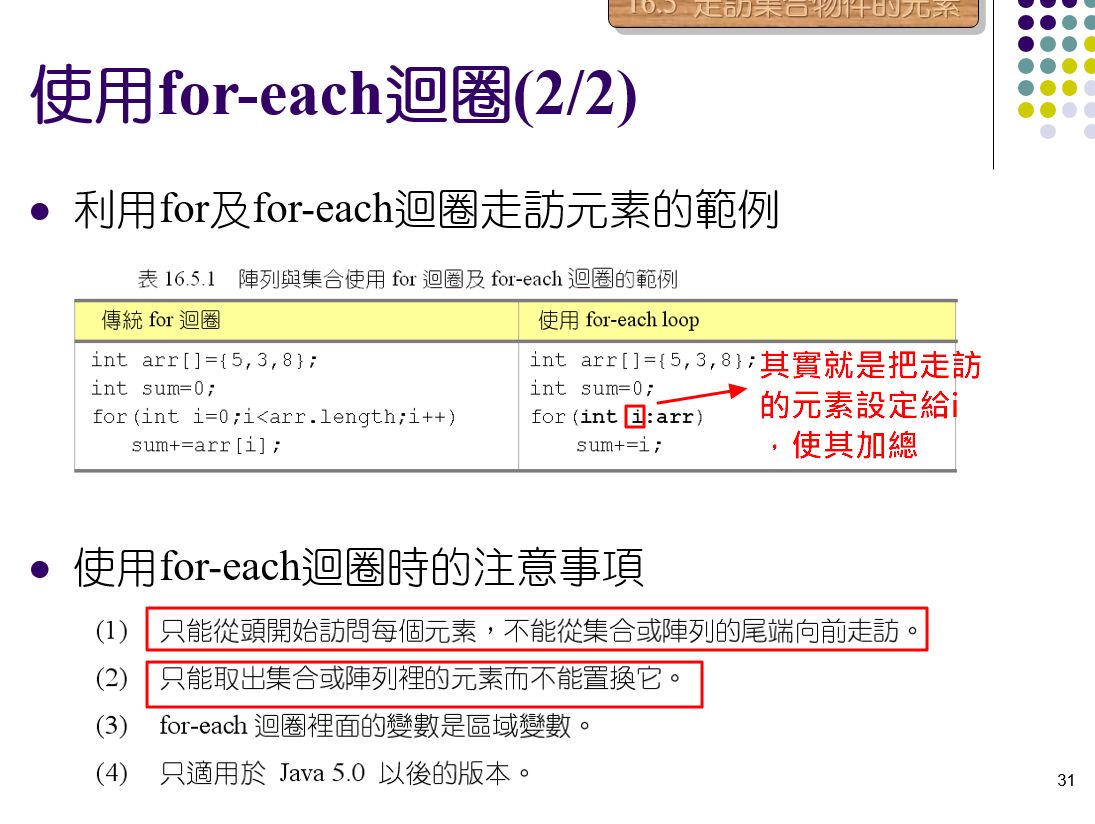 16.5 走訪集合物件的元素
使用for-each迴圈(2/2)
● 利用for及for-each迴圈走訪元素的範例
表 16.5.1 陣列與集合使用 for 迴圈及 for-each 迴圈的範例
傳統 for 迴圈
int arr[]={5,3,8};
int sum=0;
for(int i=0;i<arr.length;i++)
sum+=arr[i];
使用 for-each loop
int arr[]={5,3,8};
int sum=0;
for(int i:arr)
sum+=i;
其實就是把走訪
的元素設定給i
，使其加總
● 使用for-each迴圈時的注意事項
(1) 只能從頭開始訪問每個元素，不能從集合或陣列的尾端向前走訪。
(2) 只能取出集合或陣列裡的元素而不能置換它。
(3) for-each 迴圈裡面的變數是區域變數。
(4) 只適用於 Java 5.0 以後的版本。
31